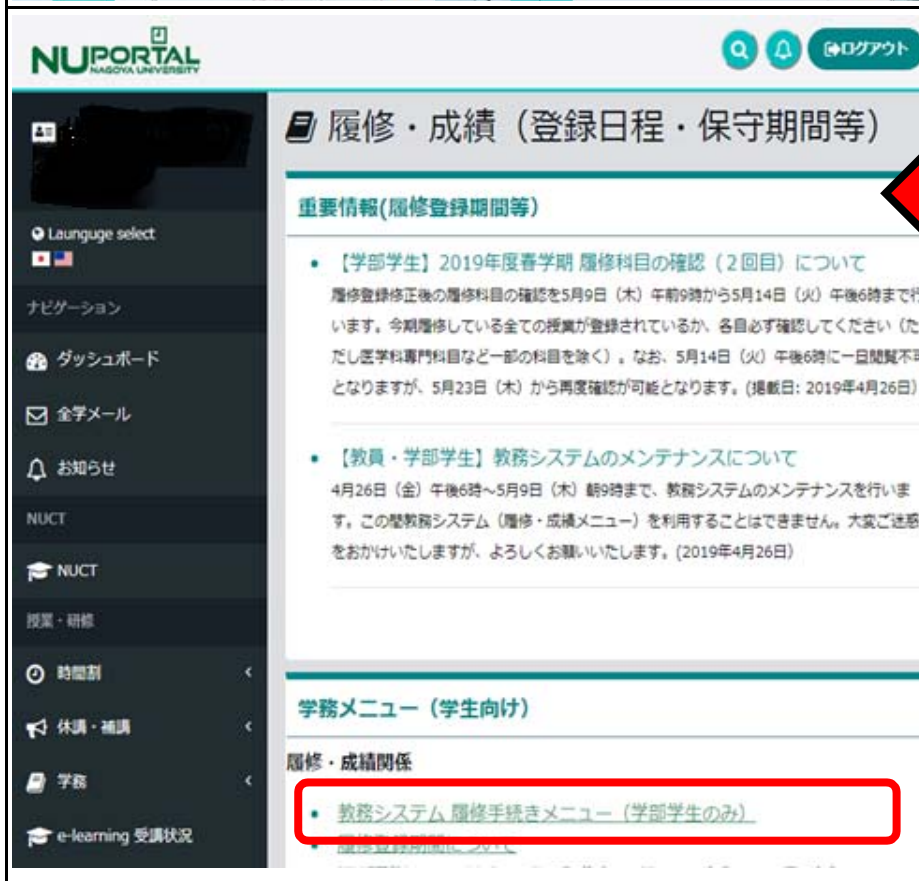 NUPORTAL
NAGOYA UNIVERSITY
ログアウト
履修・成績（登録日程・保守期間等）
Launguge select
ナビゲーション
ダッシュボード
全学メール
お知らせ
NUCT
NUCT
授業・研修
時間割
休講・補講
学務
e-learning 受講状況
重要情報(履修登録期間等)
• 【学部学生】2019年度春学期 履修科目の確認（２回目）について
履修登録修正後の履修科目の確認を5月9日（木）午前9時から5月14日（火）午後6時まで行
います。今期履修している全ての授業が登録されているか、各自必ず確認してください（た
だし医学科専門科目など一部の科目を除く）。なお、5月14日（火）午後6時に一旦閲覧不可
となりますが、5月23日（木）から再度確認が可能となります。(掲載日: 2019年4月26日)
• 【教員・学部学生】教務システムのメンテナンスについて
4月26日（金）午後6時～5月9日（木）朝9時まで、教務システムのメンテナンスを行いま
す。この間教務システム（履修・成績メニュー）を利用することはできません。大変ご迷惑
をおかけいたしますが、よろしくお願いいたします。(2019年4月26日)
学務メニュー（学生向け）
履修・成績関係
• 教務システム 履修手続きメニュー（学部学生のみ）
• 履修登録期間について